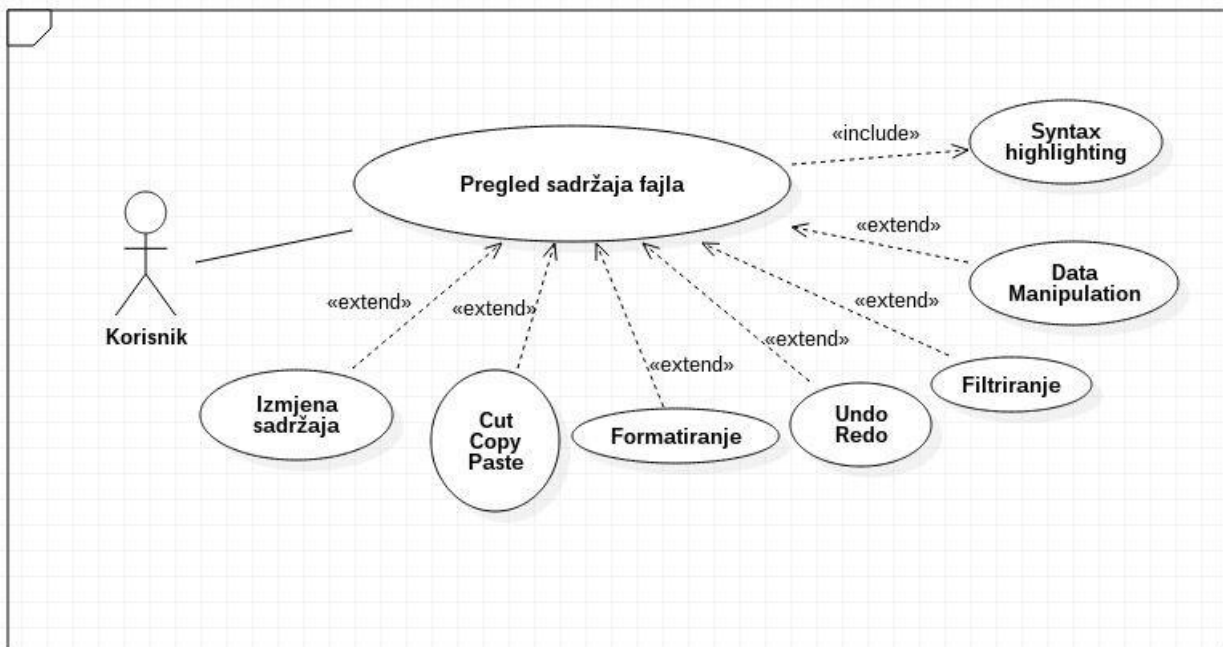 «include»
Syntax
highlighting
Pregled sadržaja fajla
«extend»
Data
Manipulation
«extend»
«extend»
«extend»
«extend»
«extend»
Korisnik
Izmjena
sadržaja
Cut
Copy
Paste
Formatiranje
Undo
Redo
Filtriranje